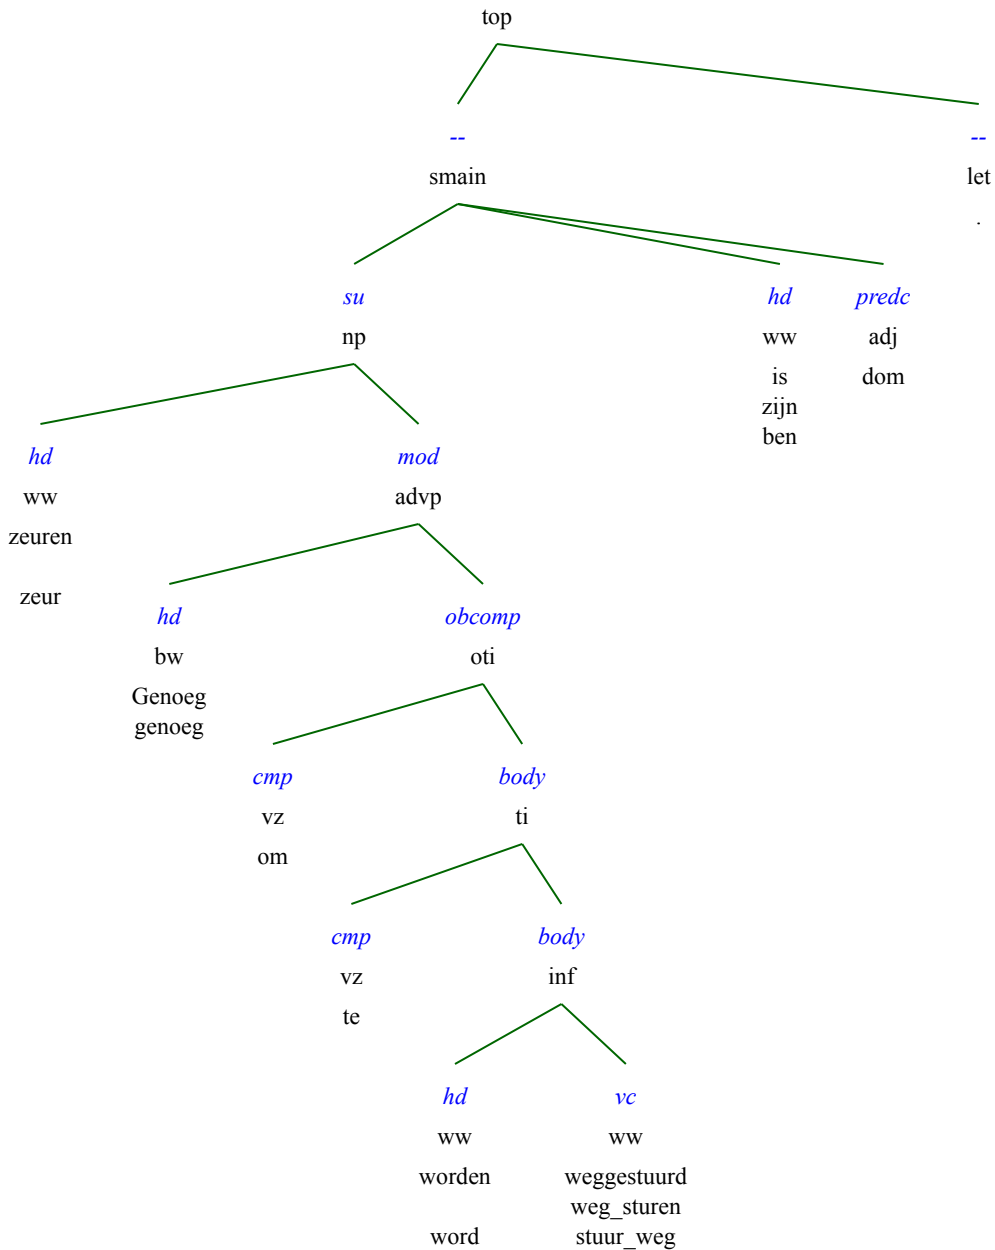 top
-- --
smain let
.
su hd predc
np ww adj
is dom
zijn
ben
hd mod
ww advp
zeuren
zeur
hd obcomp
bw oti
Genoeg
genoeg
cmp body
vz ti
om
cmp body
vz inf
te
hd vc
ww ww
worden weggestuurd
weg_sturen
word stuur_weg